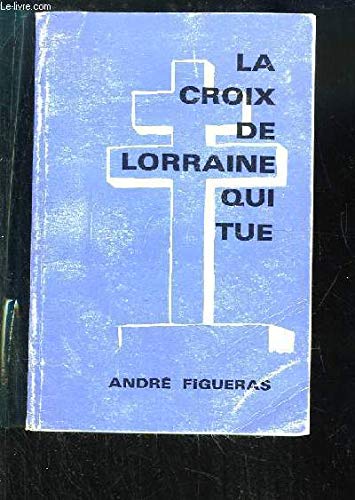 Le-livre.com
LA
CROIX
DE
LORRAINE
QUI
TUE
ANDRÉ FiGUERAS